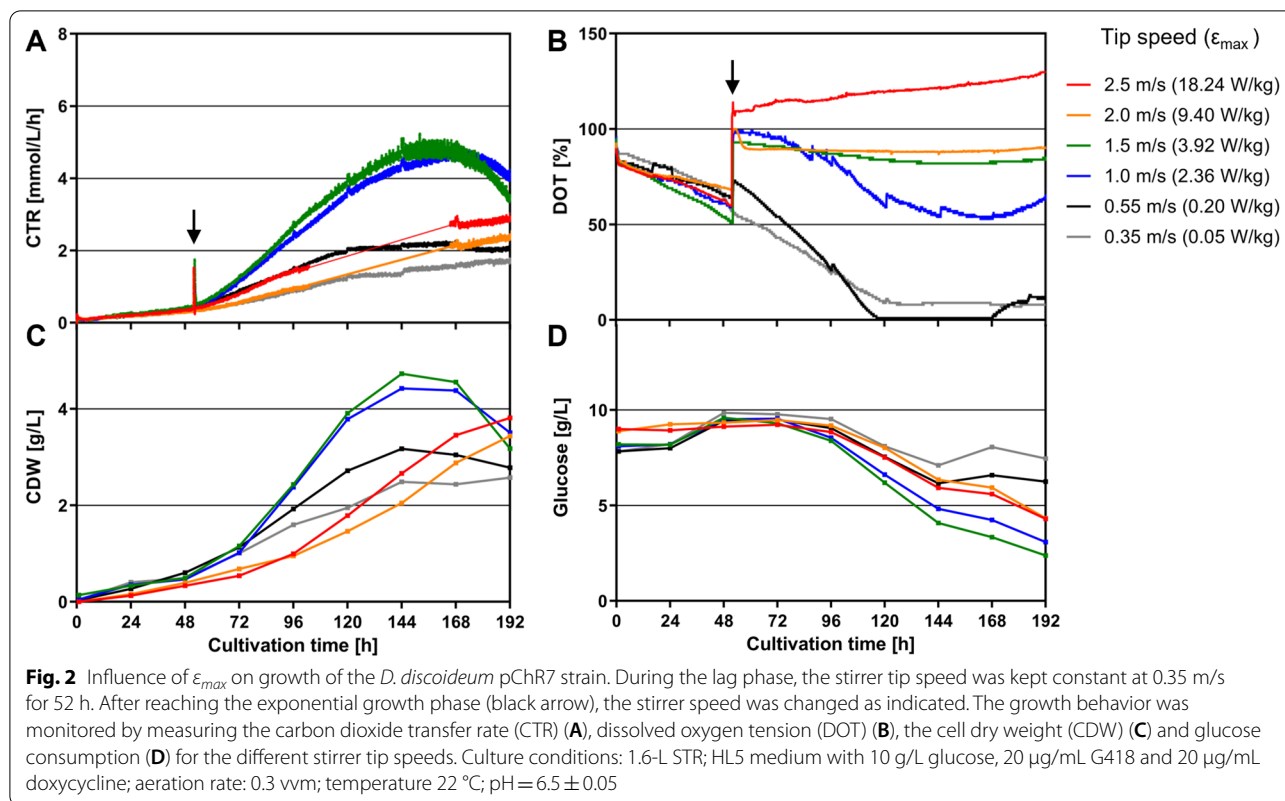 A
CTR [mmol/L/h]
8
6
4
2
0
B
DOT [%]
150
100
50
0
Tip speed (ε_max)
2.5 m/s (18.24 W/kg)
2.0 m/s (9.40 W/kg)
1.5 m/s (3.92 W/kg)
1.0 m/s (2.36 W/kg)
0.55 m/s (0.20 W/kg)
0.35 m/s (0.05 W/kg)
C
CDW [g/L]
4
2
0
0 24 48 72 96 120 144 168 192
Cultivation time [h]
D
Glucose [g/L]
10
5
0
0 24 48 72 96 120 144 168 192
Cultivation time [h]
Fig. 2 Influence of ε_max on growth of the D. discoideum pChR7 strain. During the lag phase, the stirrer tip speed was kept constant at 0.35 m/s
for 52 h. After reaching the exponential growth phase (black arrow), the stirrer speed was changed as indicated. The growth behavior was
monitored by measuring the carbon dioxide transfer rate (CTR) (A), dissolved oxygen tension (DOT) (B), the cell dry weight (CDW) (C) and glucose
consumption (D) for the different stirrer tip speeds. Culture conditions: 1.6-L STR; HL5 medium with 10 g/L glucose, 20 µg/mL G418 and 20 µg/mL
doxycycline; aeration rate: 0.3 vvm; temperature 22 °C; pH = 6.5 ± 0.05